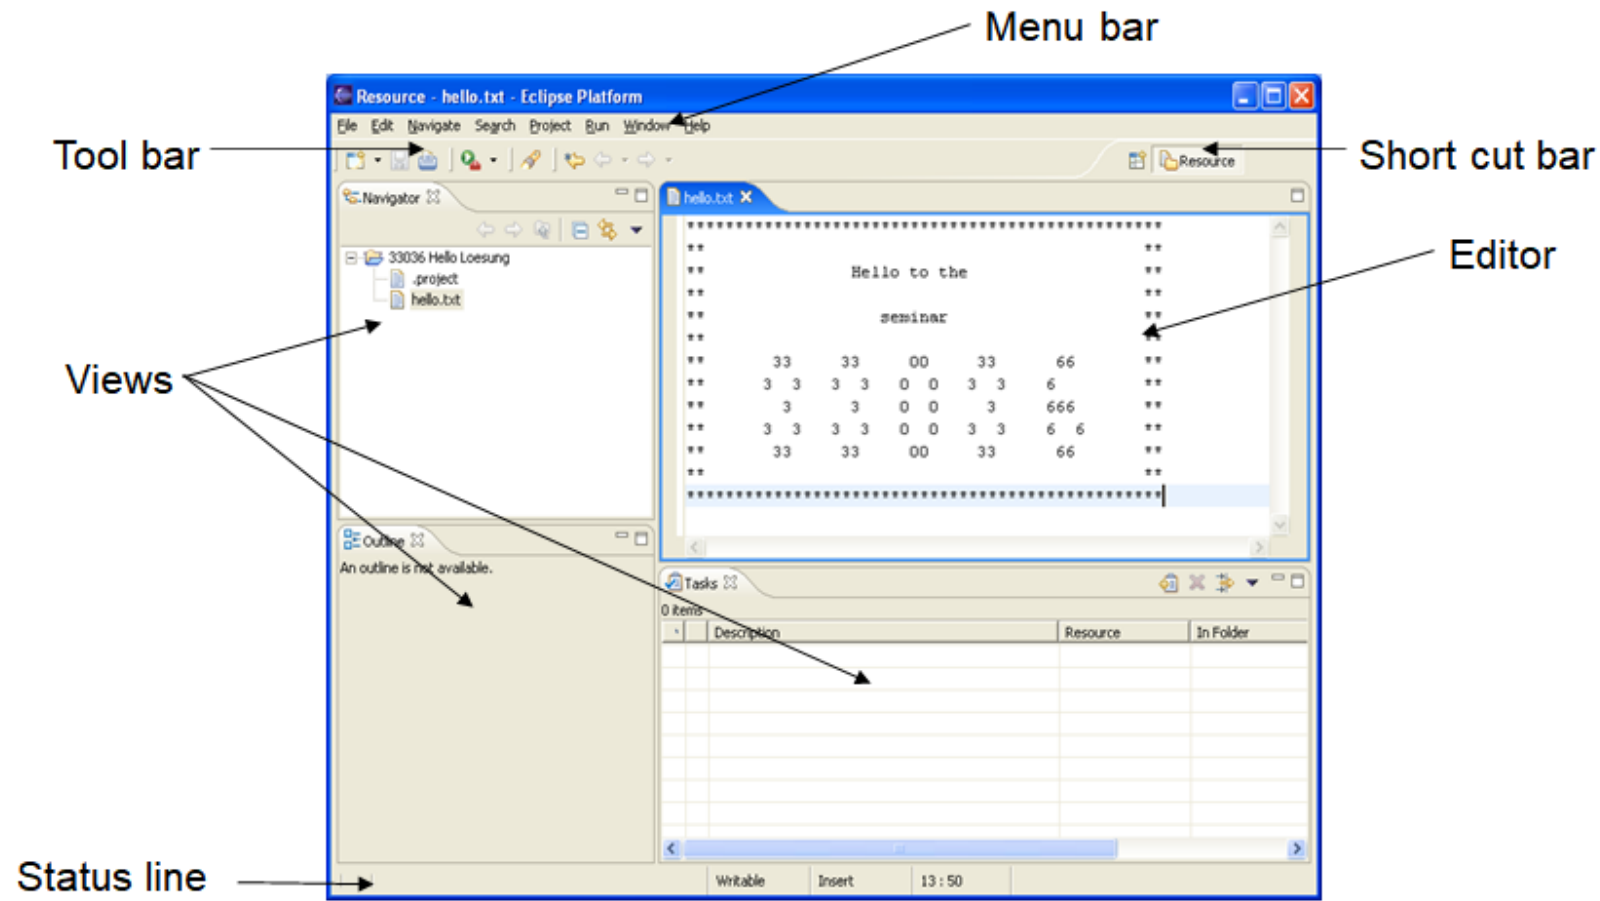 Menu bar
Resource - hello.txt - Eclipse Platform
File Edit Navigate Search Project Run Window Help
Tool bar
Resource
Short cut bar
Navigator
hello.txt
33036 Hello Loesung
.project
hello.txt
*************************************************
** **
** Hello to the **
** **
** seminar **
** **
** 33 33 00 33 66 **
** 3 3 3 3 0 0 3 3 6 **
** 3 3 0 0 3 666 **
** 3 3 3 3 0 0 3 3 6 6 **
** 33 33 00 33 66 **
** **
*************************************************
Editor
Views
Outline
An outline is not available.
Tasks
0 items
Description Resource In Folder
Status line
Writable Insert 13 : 50